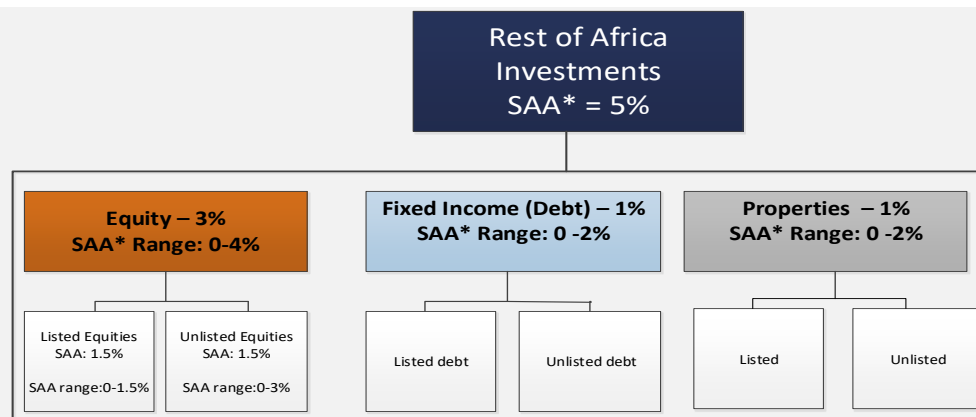 Rest of Africa
Investments
SAA* = 5%
Equity – 3%
SAA* Range: 0-4%
Fixed Income (Debt) – 1%
SAA* Range: 0 -2%
Properties – 1%
SAA* Range: 0 -2%
Listed Equities
SAA: 1.5%
SAA range:0-1.5%
Unlisted Equities
SAA: 1.5%
SAA range:0-3%
Listed debt
Unlisted debt
Listed
Unlisted